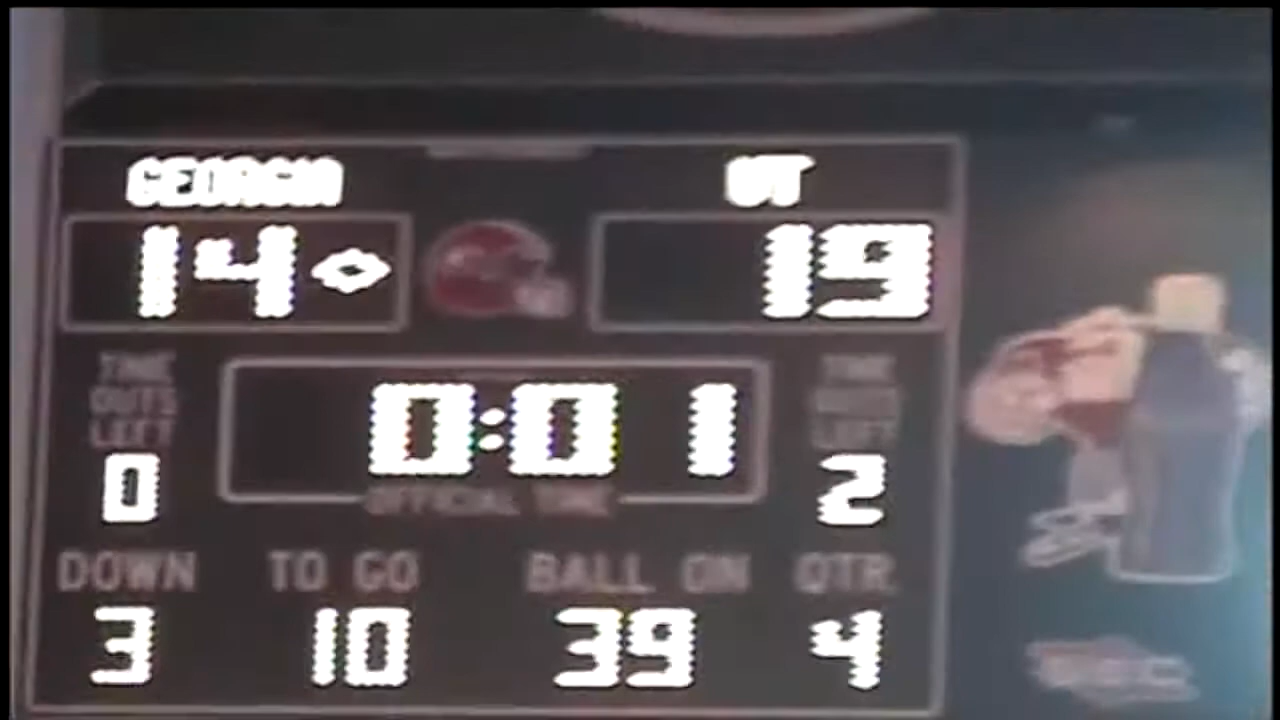 GEORGIA UT
14 19
TIME
OUTS
LEFT
0
0:01
OFFICIAL TIME
TIME
OUTS
LEFT
2
DOWN TO GO BALL ON QTR
3 10 39 4
SEC